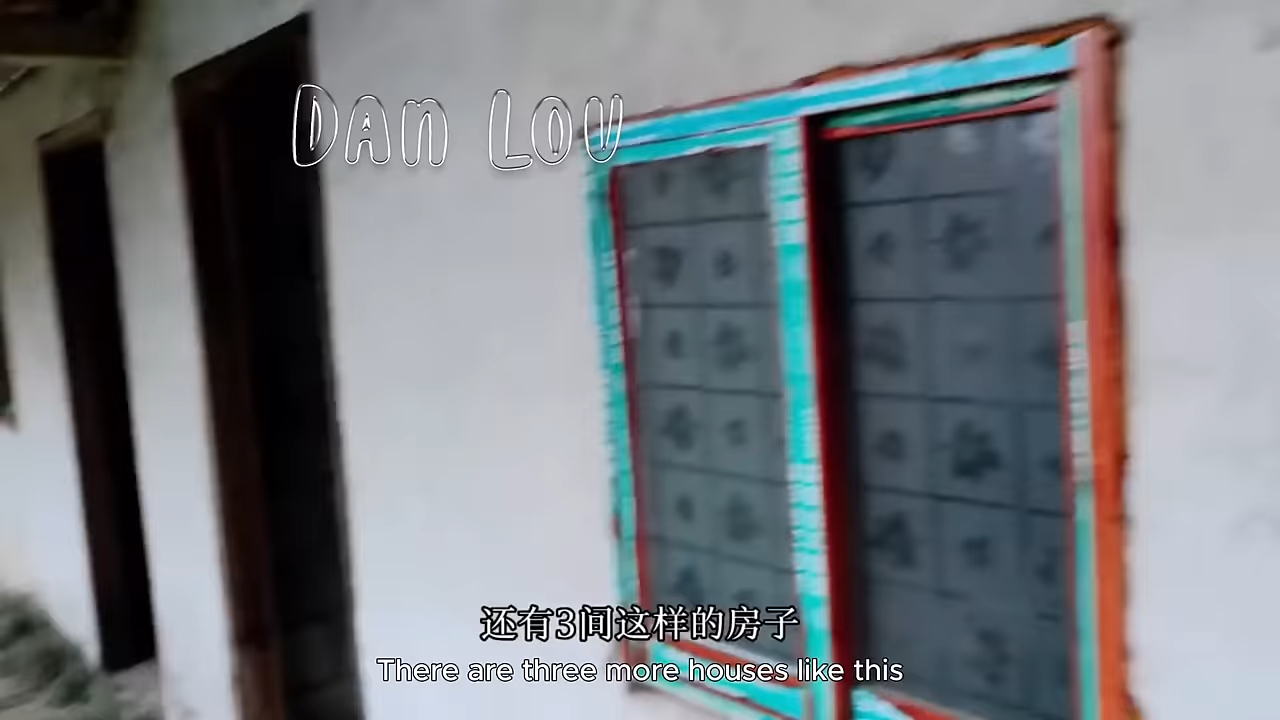 Dan Lou
还有3间这样的房子
There are three more houses like this